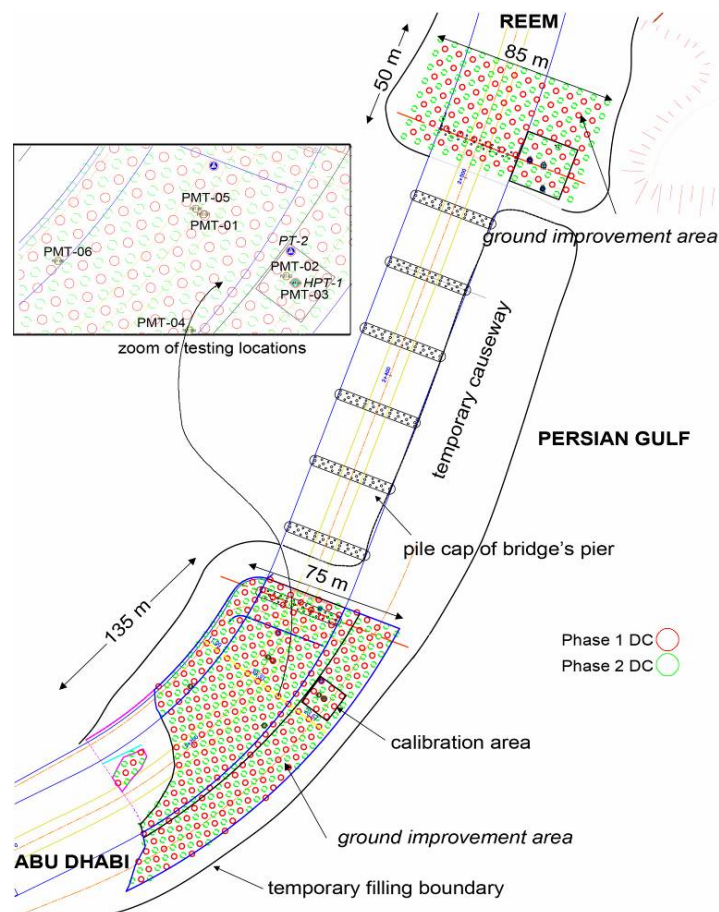 REEM
85 m
50 m
PMT-05
PMT-01
PT-2
PMT-06
PMT-02
HPT-1
PMT-03
PMT-04
zoom of testing locations
ground improvement area
temporary causeway
PERSIAN GULF
pile cap of bridge's pier
75 m
135 m
Phase 1 DC
Phase 2 DC
calibration area
ground improvement area
ABU DHABI
temporary filling boundary